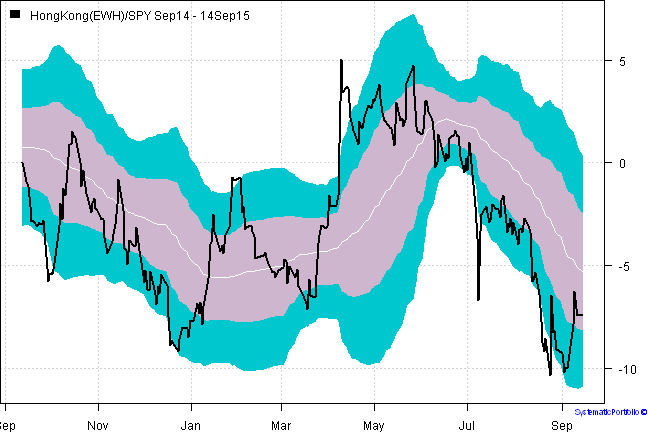 HongKong(EWH)/SPY Sep14 - 14Sep15
5
0
-5
-10
Sep Nov Jan Mar May Jul Sep
SystematicPortfolio ©